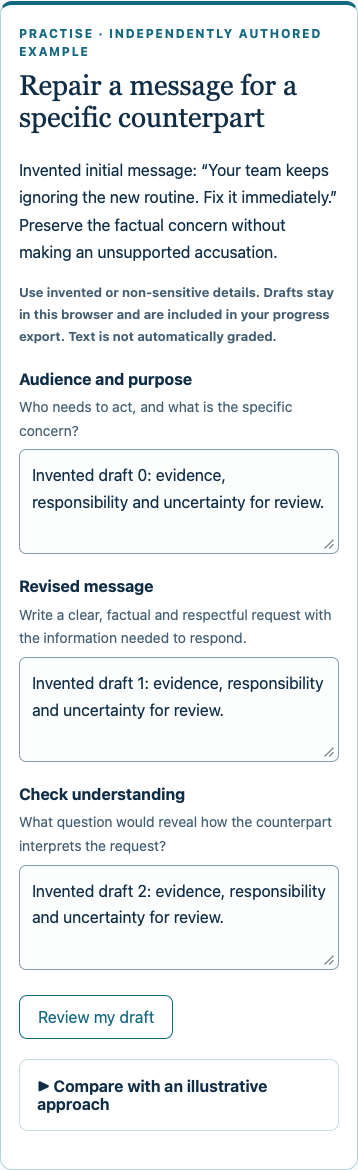 PRACTISE · INDEPENDENTLY AUTHORED
EXAMPLE
Repair a message for a
specific counterpart
Invented initial message: “Your team keeps
ignoring the new routine. Fix it immediately.”
Preserve the factual concern without
making an unsupported accusation.
Use invented or non-sensitive details. Drafts stay
in this browser and are included in your progress
export. Text is not automatically graded.
Audience and purpose
Who needs to act, and what is the specific
concern?
Invented draft 0: evidence,
responsibility and uncertainty for review.
Revised message
Write a clear, factual and respectful request with
the information needed to respond.
Invented draft 1: evidence, responsibility
and uncertainty for review.
Check understanding
What question would reveal how the counterpart
interprets the request?
Invented draft 2: evidence, responsibility
and uncertainty for review.
Review my draft
▶ Compare with an illustrative
approach